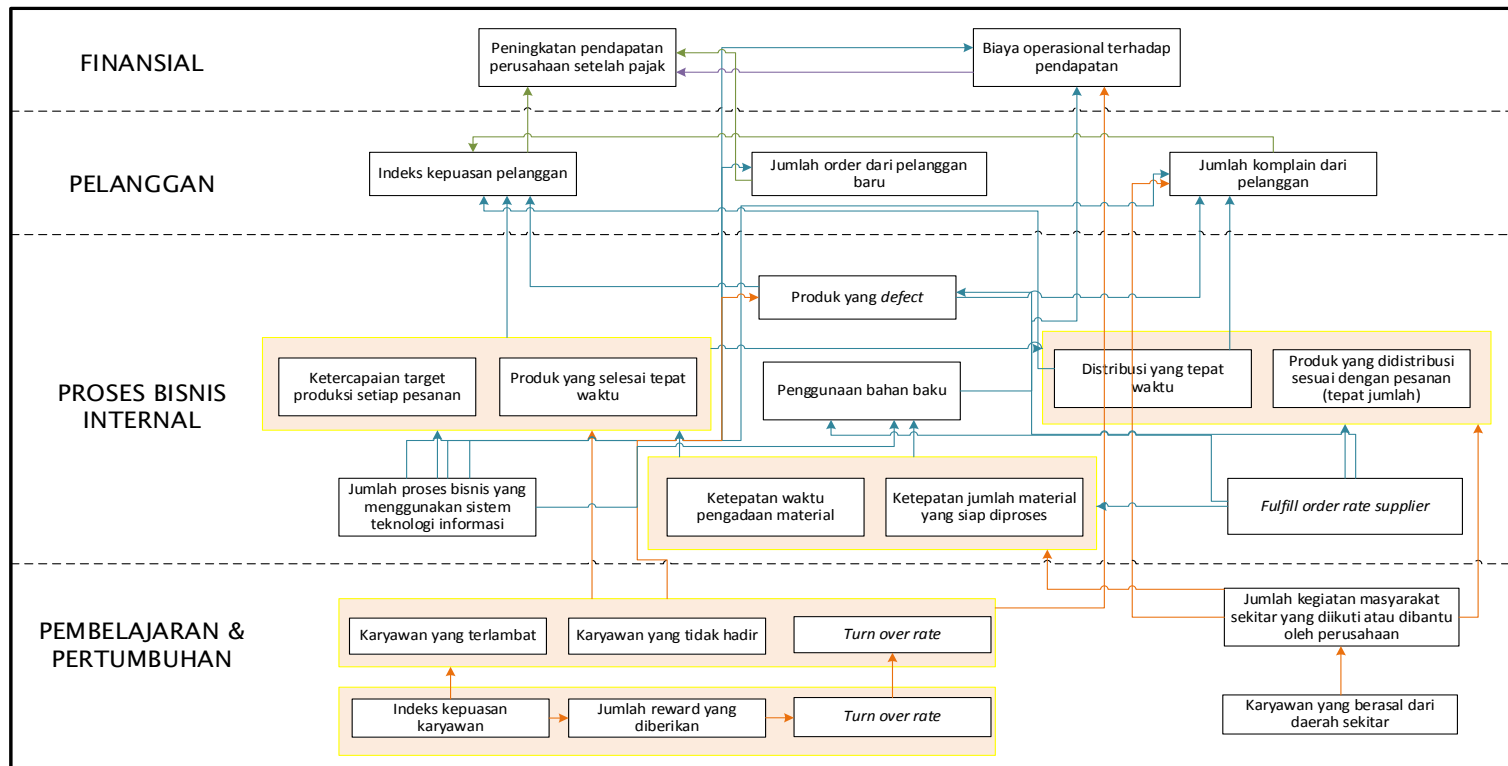 FINANSIAL
Peningkatan pendapatan
perusahaan setelah pajak
Biaya operasional terhadap
pendapatan
PELANGGAN
Indeks kepuasan pelanggan
Jumlah order dari pelanggan
baru
Jumlah komplain dari
pelanggan
PROSES BISNIS
INTERNAL
Produk yang defect
Ketercapaian target
produksi setiap pesanan
Produk yang selesai tepat
waktu
Penggunaan bahan baku
Distribusi yang tepat
waktu
Produk yang didistribusi
sesuai dengan pesanan
(tepat jumlah)
Jumlah proses bisnis yang
menggunakan sistem
teknologi informasi
Ketepatan waktu
pengadaan material
Ketepatan jumlah material
yang siap diproses
Fulfill order rate supplier
PEMBELAJARAN &
PERTUMBUHAN
Karyawan yang terlambat
Karyawan yang tidak hadir
Turn over rate
Jumlah kegiatan masyarakat
sekitar yang diikuti atau dibantu
oleh perusahaan
Indeks kepuasan
karyawan
Jumlah reward yang
diberikan
Turn over rate
Karyawan yang berasal dari
daerah sekitar